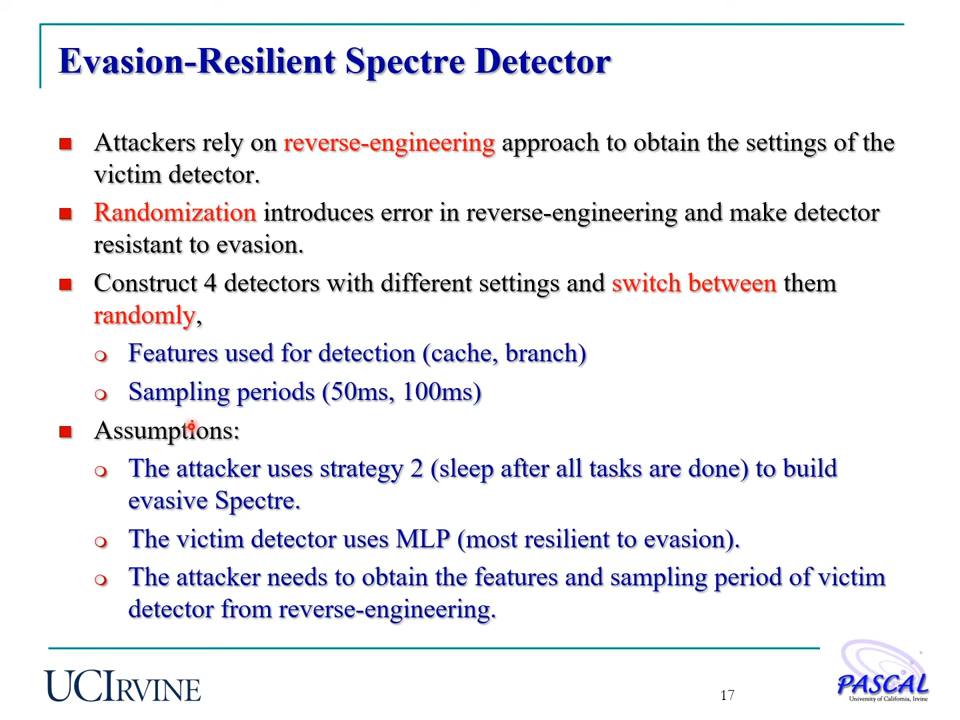 Evasion-Resilient Spectre Detector
Attackers rely on reverse-engineering approach to obtain the settings of the
victim detector.
Randomization introduces error in reverse-engineering and make detector
resistant to evasion.
Construct 4 detectors with different settings and switch between them
randomly,
Features used for detection (cache, branch)
Sampling periods (50ms, 100ms)
Assumptions:
The attacker uses strategy 2 (sleep after all tasks are done) to build
evasive Spectre.
The victim detector uses MLP (most resilient to evasion).
The attacker needs to obtain the features and sampling period of victim
detector from reverse-engineering.
UCIRVINE
17
PASCAL
University of California, Irvine